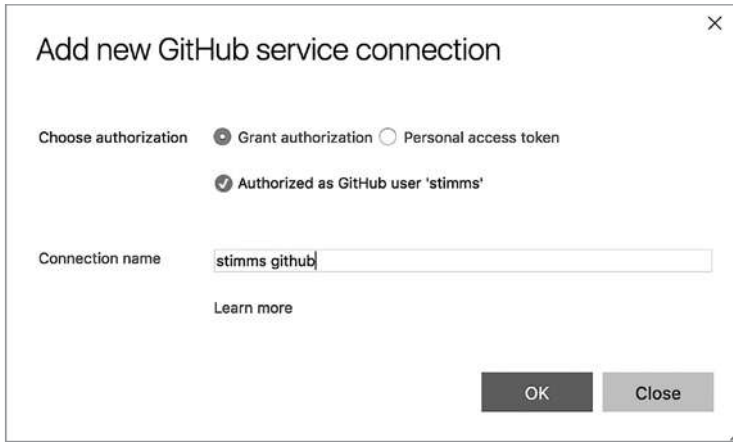 Add new GitHub service connection
Choose authorization Grant authorization Personal access token
Authorized as GitHub user 'stimms'
Connection name stimms github
Learn more
OK Close